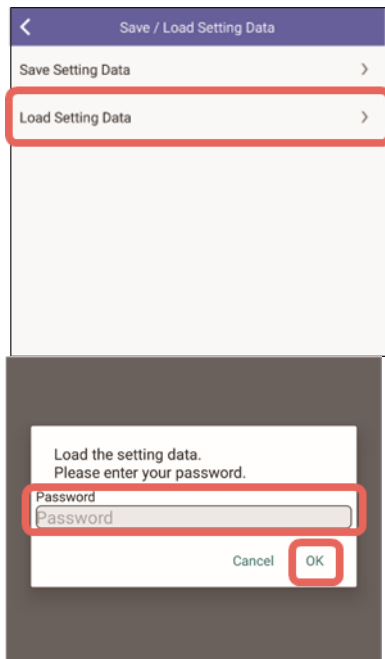 Save / Load Setting Data
Save Setting Data
Load Setting Data
Load the setting data.
Please enter your password.
Password
Password
Cancel OK